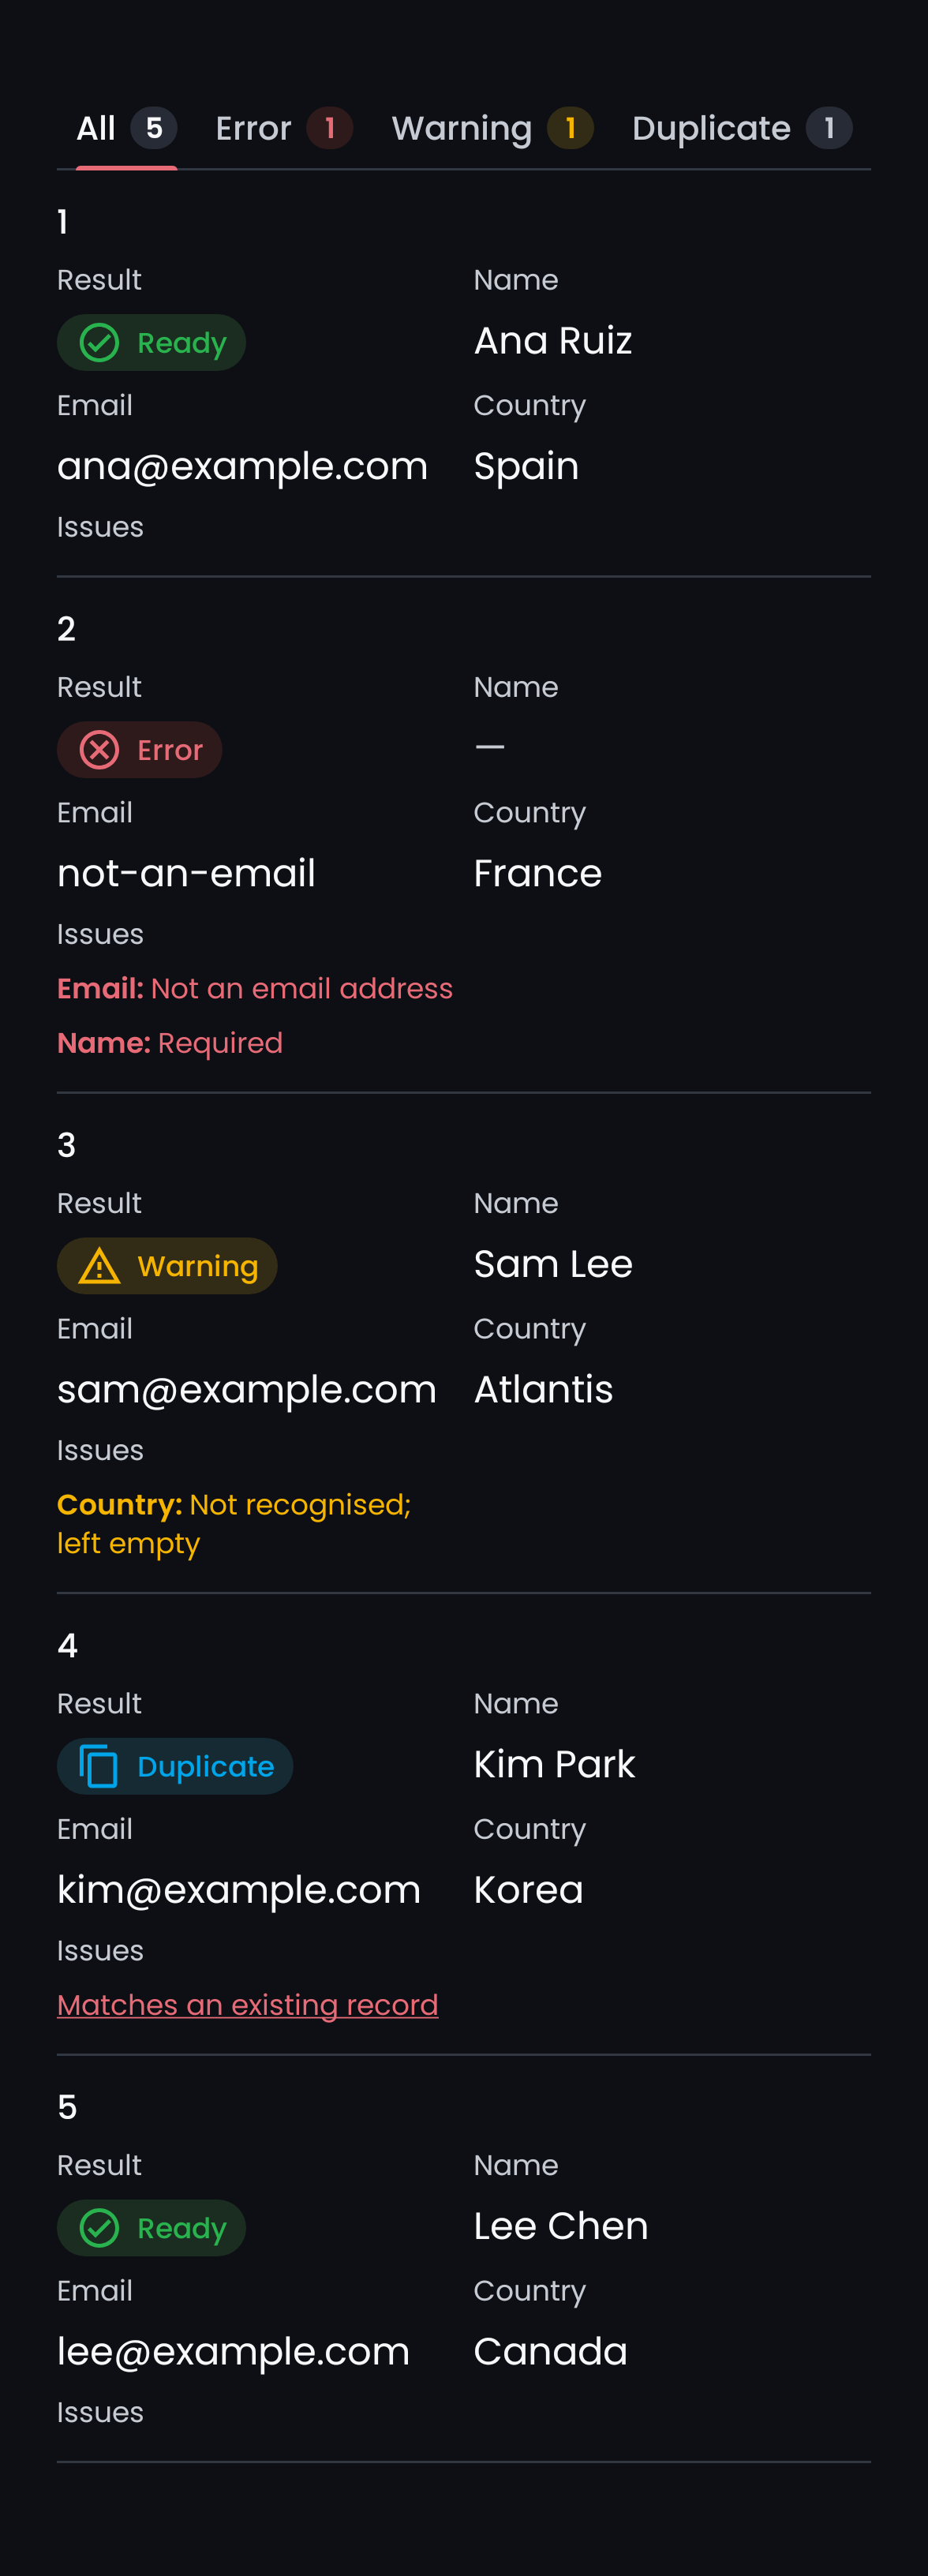 All 5 Error 1 Warning 1 Duplicate 1
1
Result Name
Ready Ana Ruiz
Email Country
ana@example.com Spain
Issues
2
Result Name
Error —
Email Country
not-an-email France
Issues
Email: Not an email address
Name: Required
3
Result Name
Warning Sam Lee
Email Country
sam@example.com Atlantis
Issues
Country: Not recognised;
left empty
4
Result Name
Duplicate Kim Park
Email Country
kim@example.com Korea
Issues
Matches an existing record
5
Result Name
Ready Lee Chen
Email Country
lee@example.com Canada
Issues